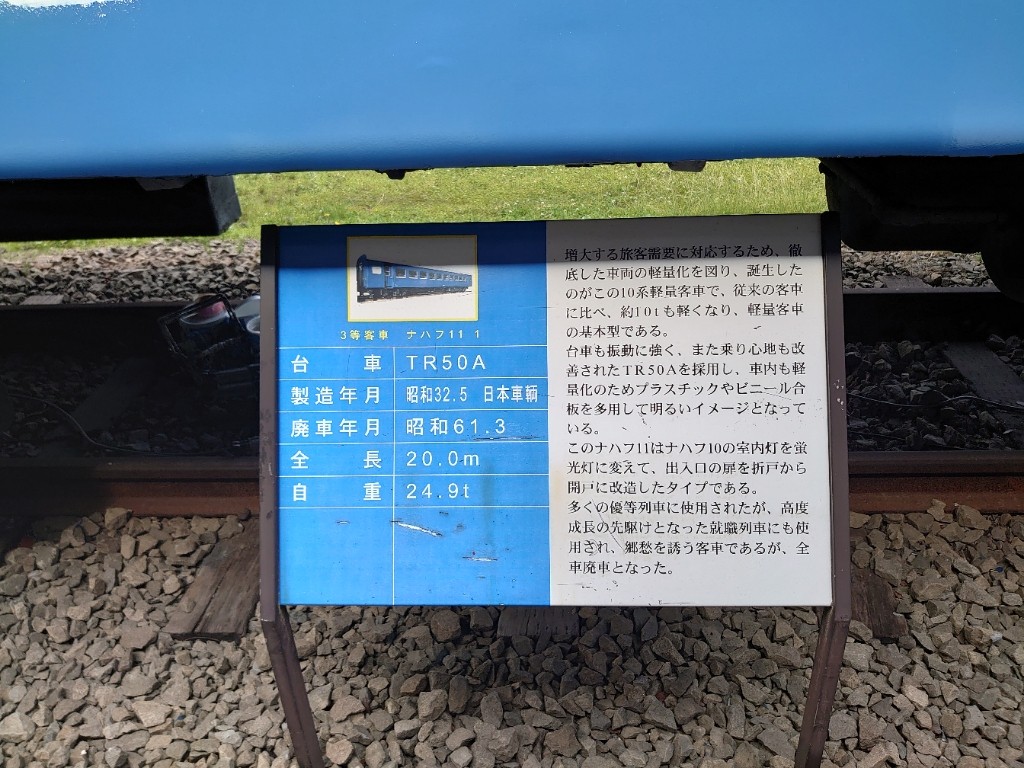 3等客車 ナハフ11 1
台車 TR50A
製造年月 昭和32.5 日本車輌
廃車年月 昭和61.3
全長 20.0m
自重 24.9t
増大する旅客需要に対応するため、徹
底した車両の軽量化を図り、誕生した
のがこの10系軽量客車で、従来の客車
に比べ、約10tも軽くなり、軽量客車
の基本型である。
台車も振動に強く、また乗り心地も改
善されたTR50Aを採用し、車内も軽
量化のためプラスチックやビニール合
板を多用して明るいイメージとなって
いる。
このナハフ11はナハフ10の室内灯を蛍
光灯に変えて、出入口の扉を折戸から
開戸に改造したタイプである。
多くの優等列車に使用されたが、高度
成長の先駆けとなった就職列車にも使
用され、郷愁を誘う客車であるが、全
車廃車となった。